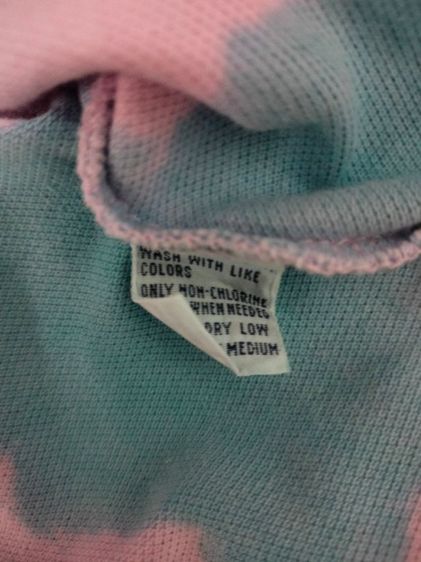 WASH WITH LIKE
COLORS
ONLY NON-CHLORINE
WHEN NEEDED
DRY LOW
MEDIUM